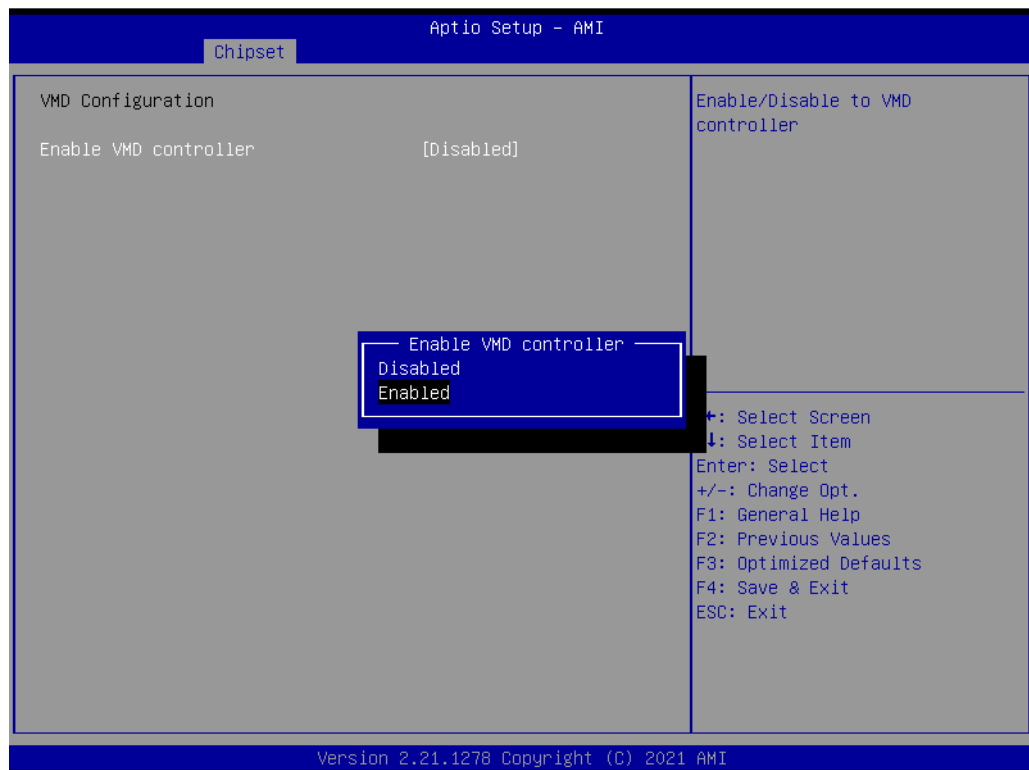 Aptio Setup – AMI
Chipset
VMD Configuration
Enable VMD controller [Disabled]
Enable/Disable to VMD
controller
Enable VMD controller
Disabled
Enabled
: Select Screen
: Select Item
Enter: Select
+/-: Change Opt.
F1: General Help
F2: Previous Values
F3: Optimized Defaults
F4: Save & Exit
ESC: Exit
Version 2.21.1278 Copyright (C) 2021 AMI